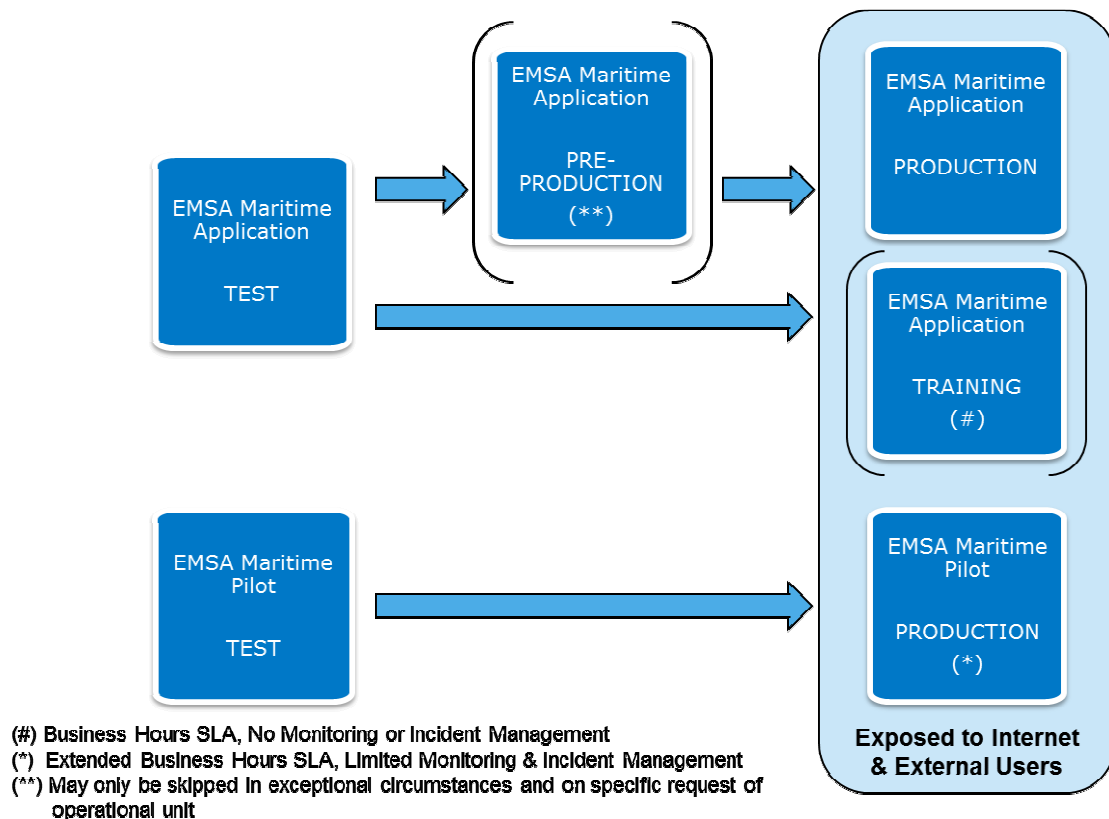 EMSA Maritime
Application
PRE-
PRODUCTION
(**)
EMSA Maritime
Application
PRODUCTION
EMSA Maritime
Application
TEST
EMSA Maritime
Application
TRAINING
(#)
EMSA Maritime
Pilot
TEST
EMSA Maritime
Pilot
PRODUCTION
(*)
(#) Business Hours SLA, No Monitoring or Incident Management
(*) Extended Business Hours SLA, Limited Monitoring & Incident Management
(**) May only be skipped in exceptional circumstances and on specific request of
operational unit
Exposed to Internet
& External Users